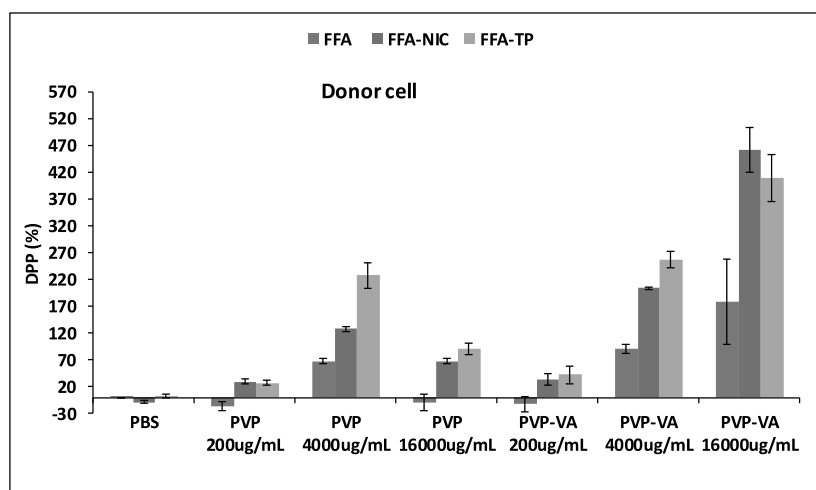 FFA FFA-NIC FFA-TP
Donor cell
DPP (%)
570
520
470
420
370
320
270
220
170
120
70
20
-30
PBS PVP PVP PVP PVP-VA PVP-VA PVP-VA
200ug/mL 4000ug/mL 16000ug/mL 200ug/mL 4000ug/mL 16000ug/mL